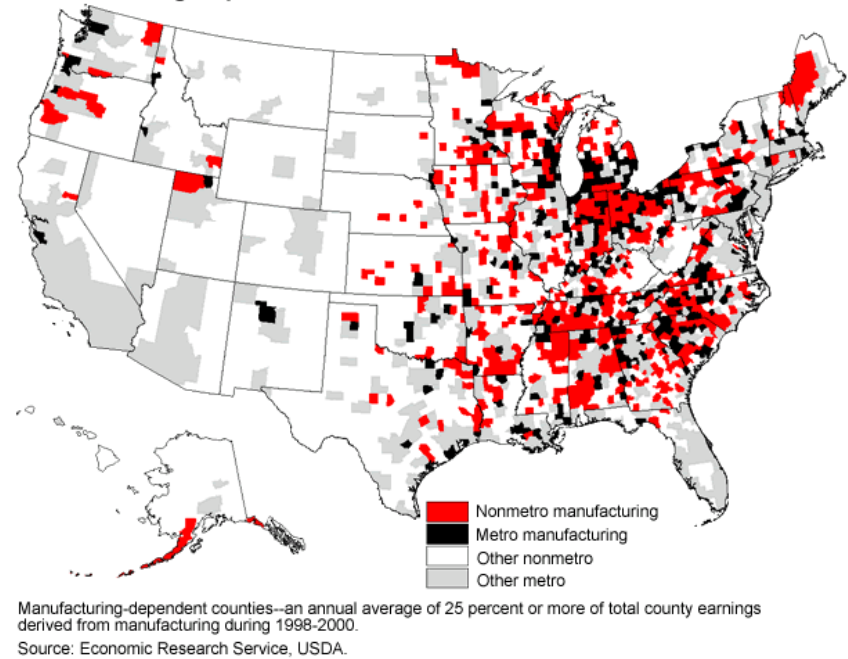 Nonmetro manufacturing
Metro manufacturing
Other nonmetro
Other metro
Manufacturing-dependent counties--an annual average of 25 percent or more of total county earnings
derived from manufacturing during 1998-2000.
Source: Economic Research Service, USDA.